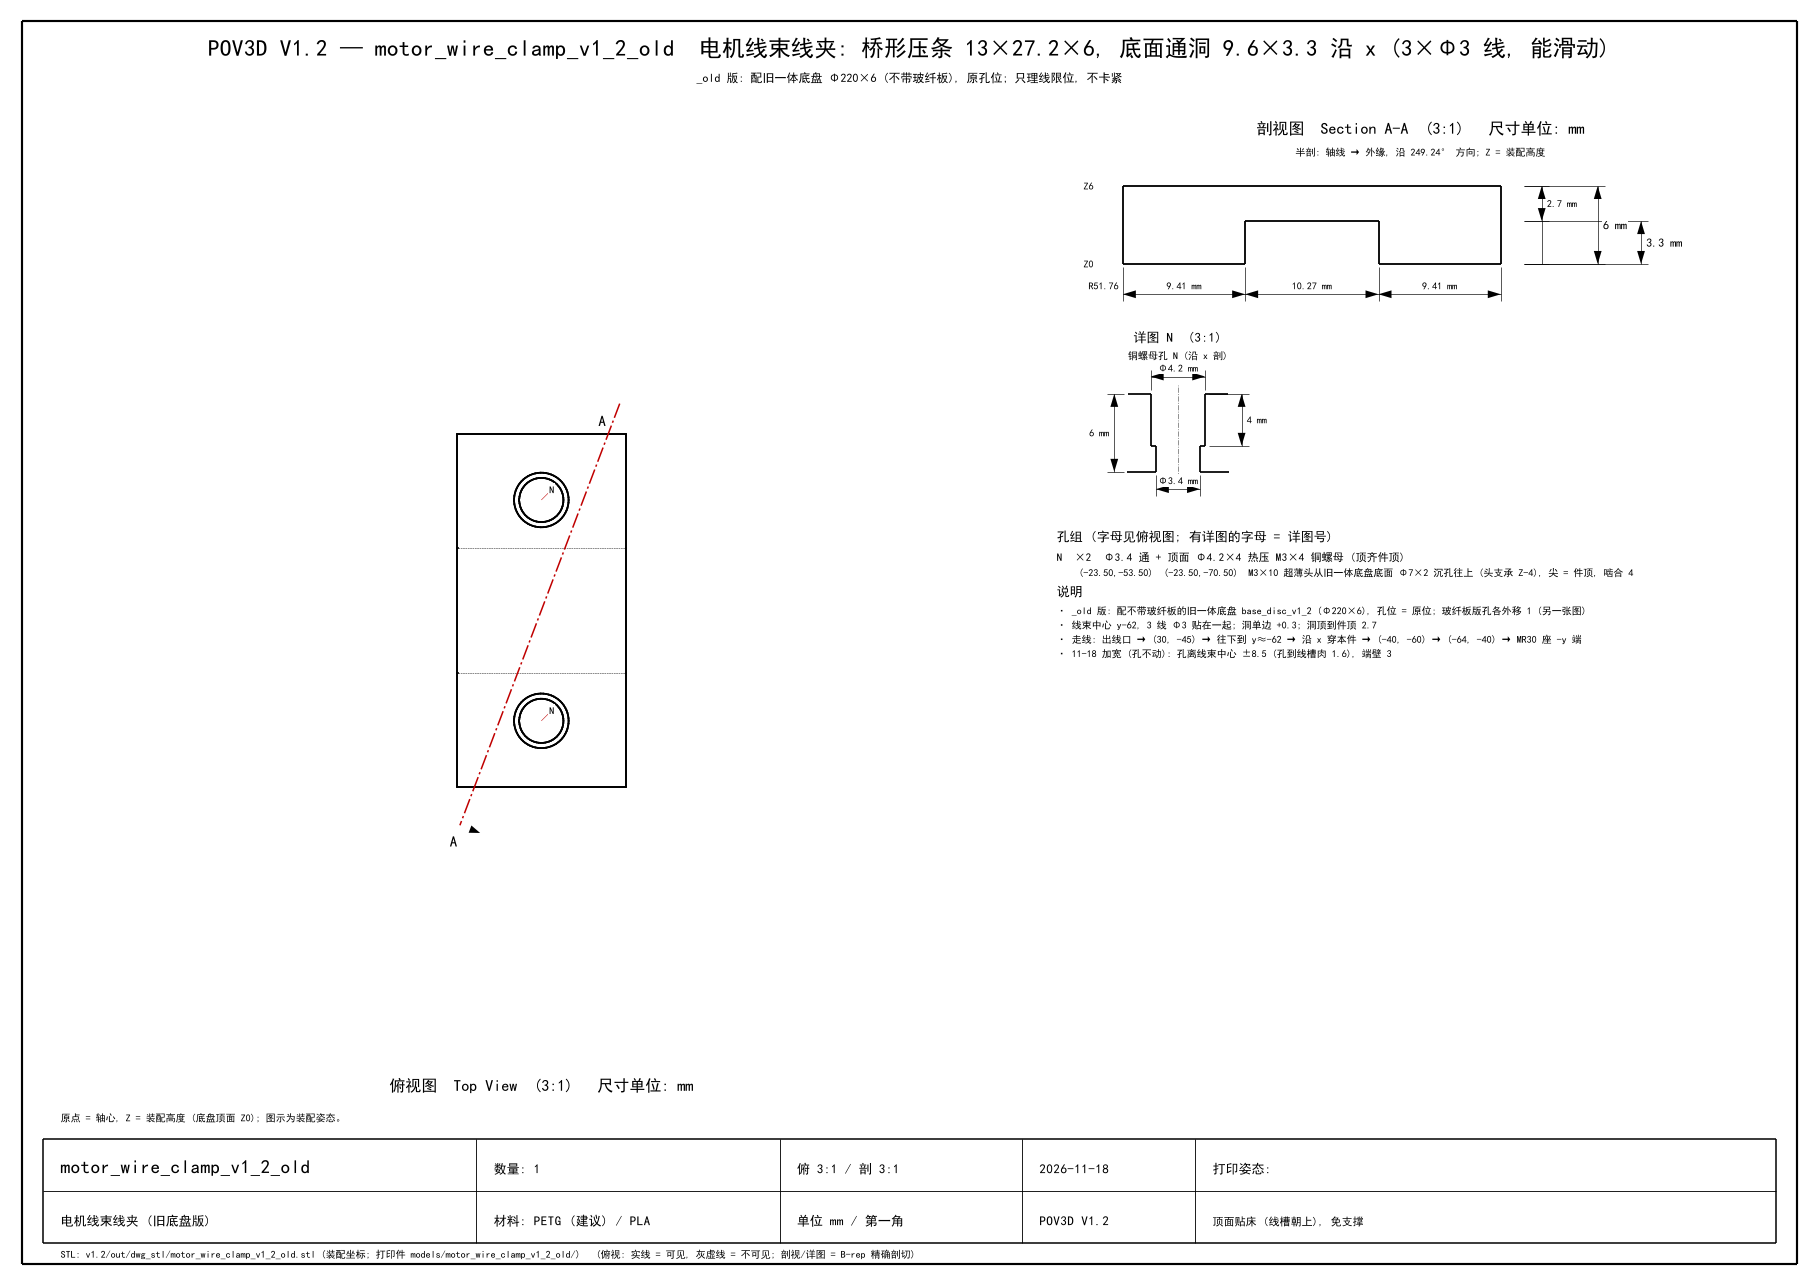 POV3D V1.2 — motor_wire_clamp_v1_2_old 电机线束线夹: 桥形压条 13×27.2×6, 底面通洞 9.6×3.3 沿 x (3×Φ3 线, 能滑动)
_old 版: 配旧一体底盘 Φ220×6 (不带玻纤板), 原孔位; 只理线限位, 不卡紧
剖视图 Section A-A (3:1) 尺寸单位: mm
半剖: 轴线 → 外缘, 沿 249.24° 方向; Z = 装配高度
Z6
2.7 mm
6 mm
3.3 mm
Z0
R51.76
9.41 mm
10.27 mm
9.41 mm
详图 N (3:1)
铜螺母孔 N (沿 x 剖)
Φ4.2 mm
6 mm
4 mm
Φ3.4 mm
A
N
N
A
孔组 (字母见俯视图; 有详图的字母 = 详图号)
N ×2 Φ3.4 通 + 顶面 Φ4.2×4 热压 M3×4 铜螺母 (顶齐件顶)
(-23.50,-53.50) (-23.50,-70.50) M3×10 超薄头从旧一体底盘底面 Φ7×2 沉孔往上 (头支承 Z-4), 尖 = 件顶, 啮合 4
说明
· _old 版: 配不带玻纤板的旧一体底盘 base_disc_v1_2 (Φ220×6), 孔位 = 原位; 玻纤板版孔各外移 1 (另一张图)
· 线束中心 y-62, 3 线 Φ3 贴在一起; 洞单边 +0.3; 洞顶到件顶 2.7
· 走线: 出线口 → (30, -45) → 往下到 y≈-62 → 沿 x 穿本件 → (-40, -60) → (-64, -40) → MR30 座 -y 端
· 11-18 加宽 (孔不动): 孔离线束中心 ±8.5 (孔到线槽肉 1.6), 端壁 3
俯视图 Top View (3:1) 尺寸单位: mm
原点 = 轴心, Z = 装配高度 (底盘顶面 Z0); 图示为装配姿态。
motor_wire_clamp_v1_2_old
数量: 1
俯 3:1 / 剖 3:1
2026-11-18
打印姿态:
电机线束线夹 (旧底盘版)
材料: PETG (建议) / PLA
单位 mm / 第一角
POV3D V1.2
顶面贴床 (线槽朝上), 免支撑
STL: v1.2/out/dwg_stl/motor_wire_clamp_v1_2_old.stl (装配坐标; 打印件 models/motor_wire_clamp_v1_2_old/) (俯视: 实线 = 可见, 灰虚线 = 不可见; 剖视/详图 = B-rep 精确剖切)